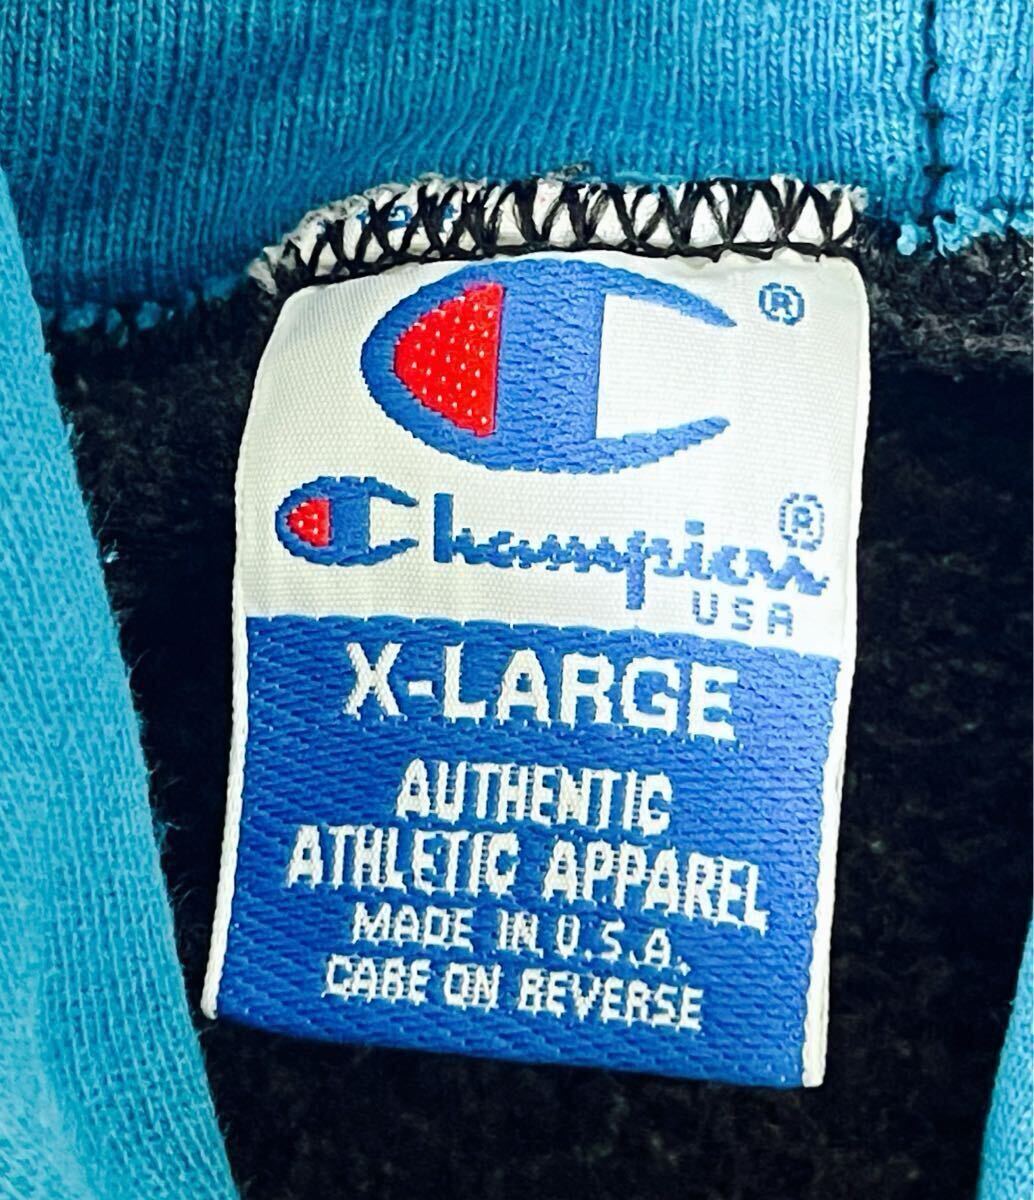 ®
Champion®
USA
X-LARGE
AUTHENTIC
ATHLETIC APPAREL
MADE IN U.S.A.
CARE ON REVERSE